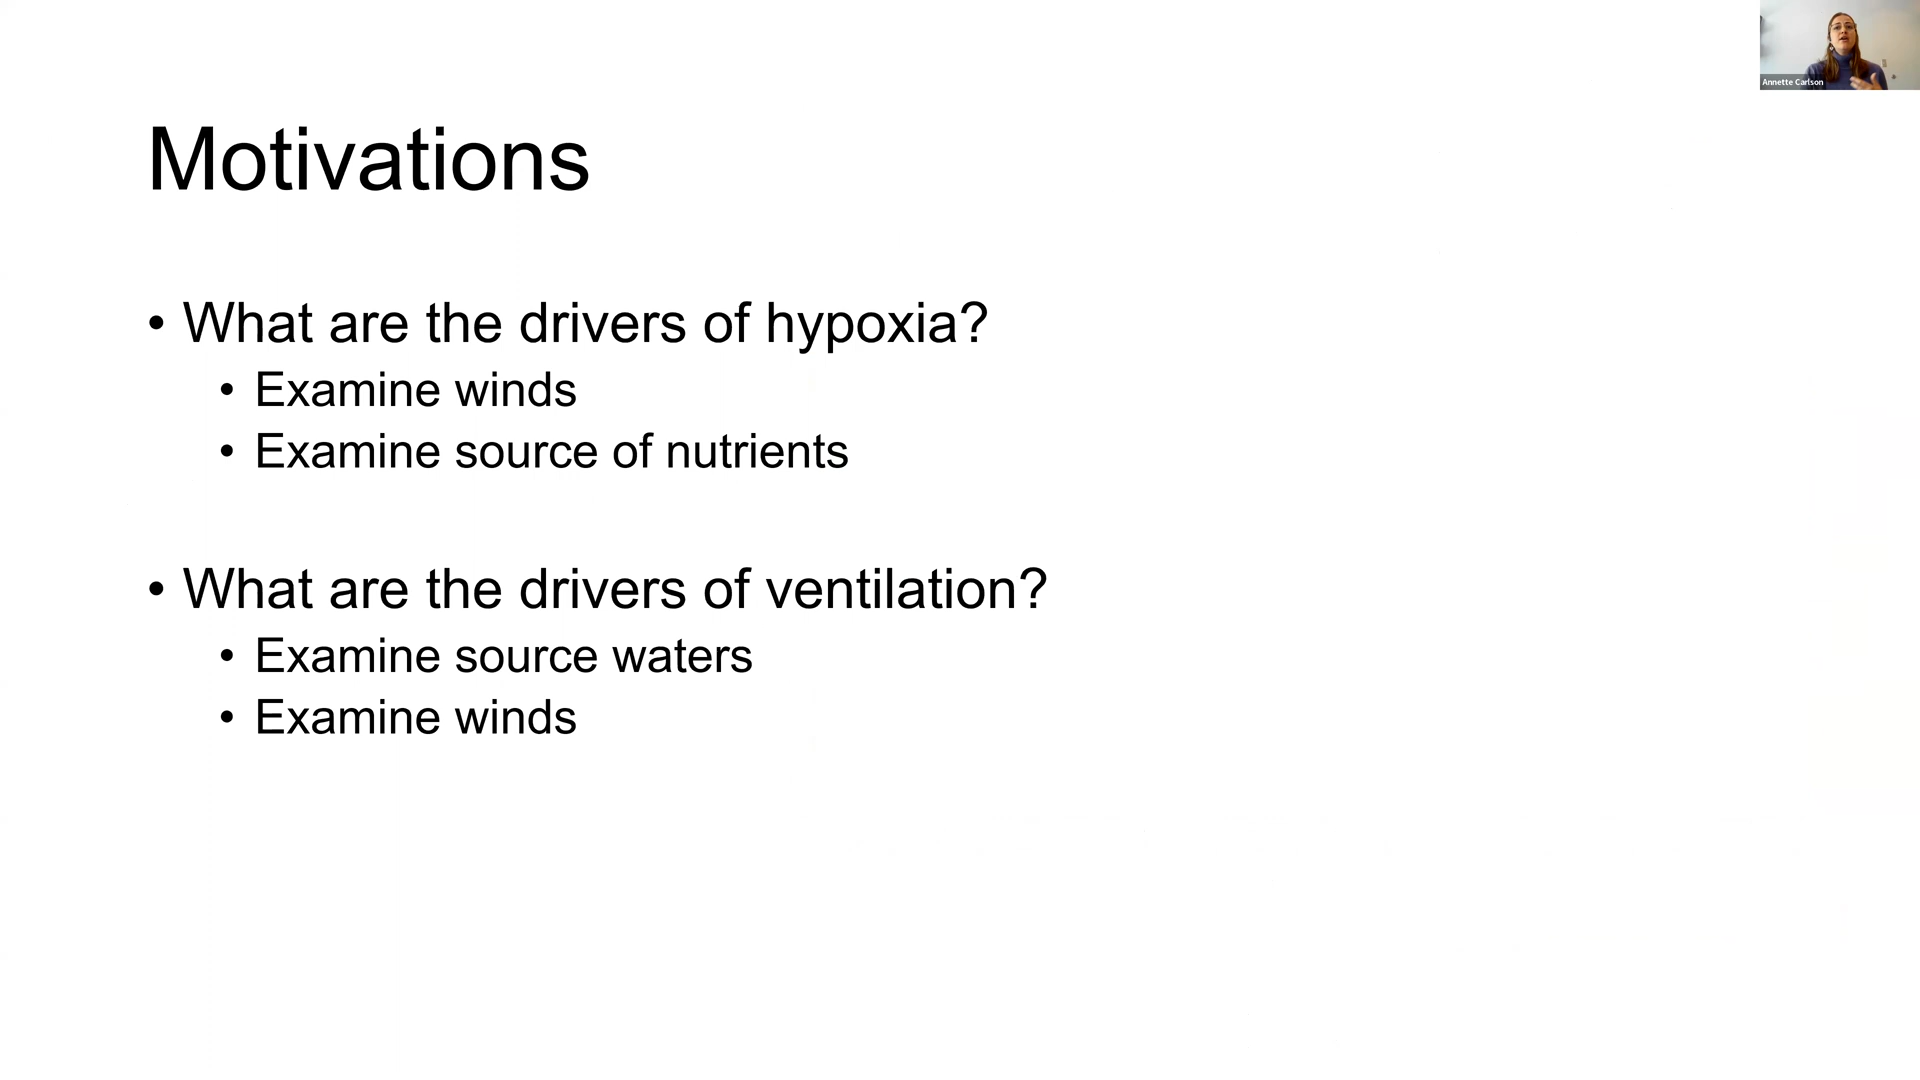 Annette Carlson
Motivations
• What are the drivers of hypoxia?
• Examine winds
• Examine source of nutrients
• What are the drivers of ventilation?
• Examine source waters
• Examine winds